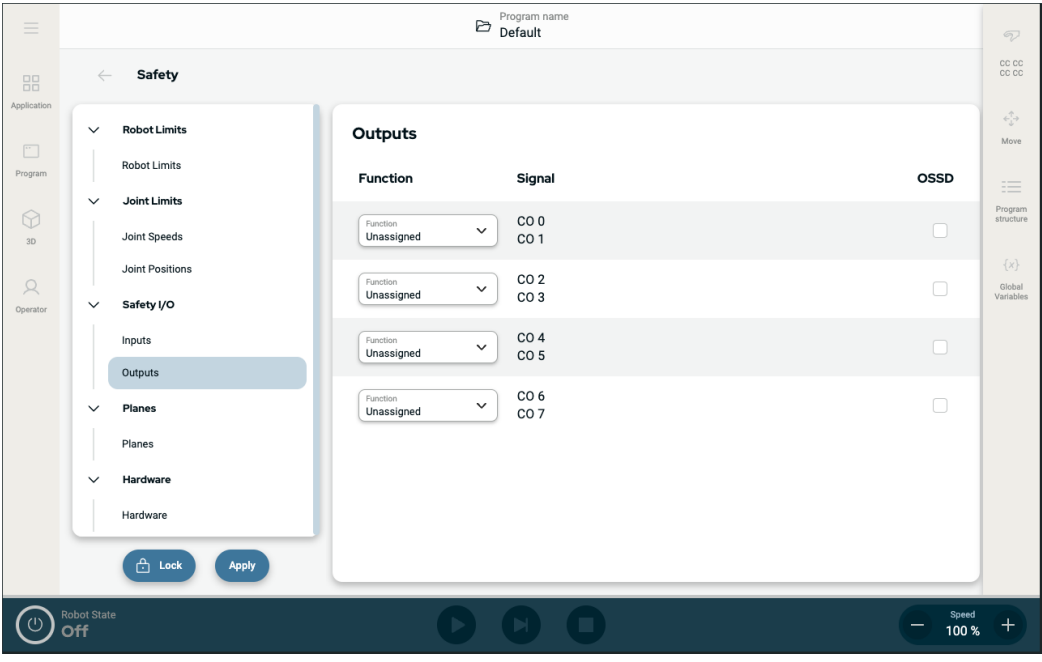 Program name
Default
Application
Program
3D
Operator
Safety
Robot Limits
Robot Limits
Joint Limits
Joint Speeds
Joint Positions
Safety I/O
Inputs
Outputs
Planes
Planes
Hardware
Hardware
Lock
Apply
Outputs
Function Signal OSSD
Function
Unassigned
CO 0
CO 1
Function
Unassigned
CO 2
CO 3
Function
Unassigned
CO 4
CO 5
Function
Unassigned
CO 6
CO 7
CC CC
CC CC
Move
Program
structure
{x}
Global
Variables
Robot State
Off
Speed
100 %